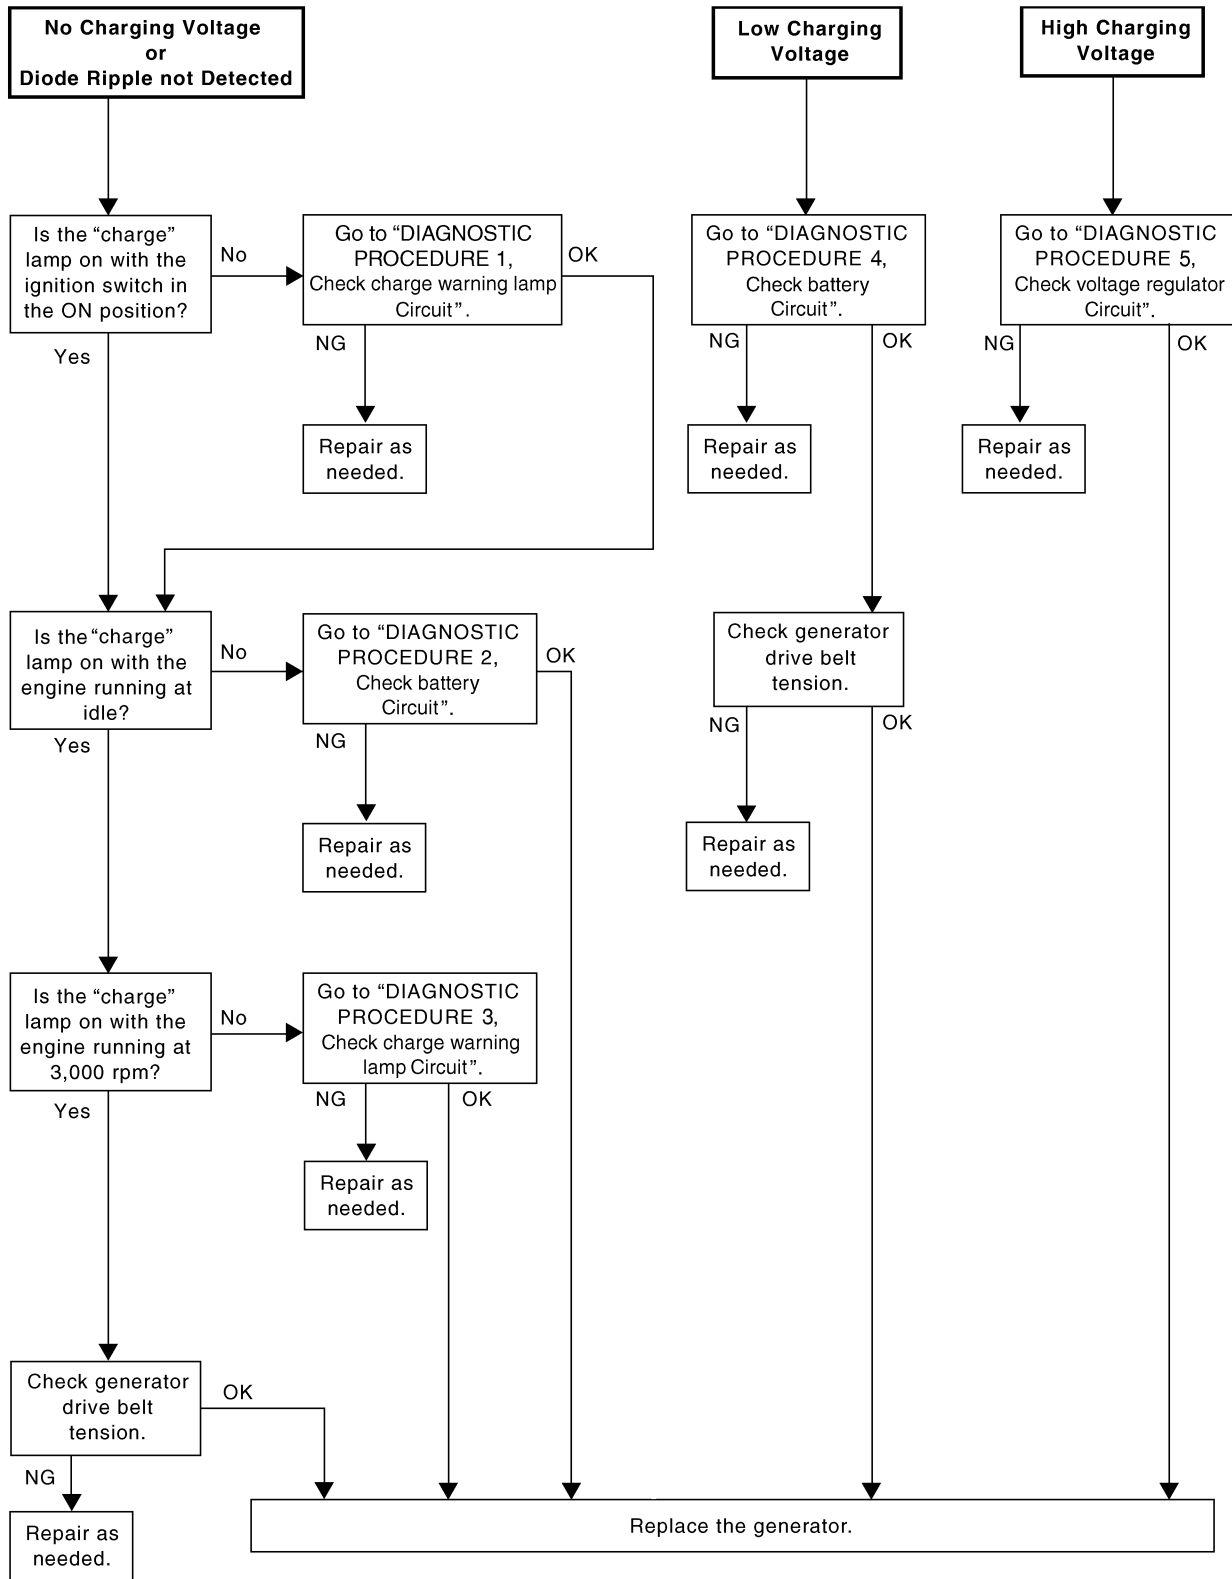 No Charging Voltage
or
Diode Ripple not Detected
Low Charging
Voltage
High Charging
Voltage
Is the “charge”
lamp on with the
ignition switch in
the ON position?
No
Yes
Go to “DIAGNOSTIC
PROCEDURE 1,
Check charge warning lamp
Circuit”.
OK
NG
Repair as
needed.
Go to “DIAGNOSTIC
PROCEDURE 4,
Check battery
Circuit”.
NG
OK
Repair as
needed.
Go to “DIAGNOSTIC
PROCEDURE 5,
Check voltage regulator
Circuit”.
NG
OK
Repair as
needed.
Is the “charge”
lamp on with the
engine running at
idle?
No
Yes
Go to “DIAGNOSTIC
PROCEDURE 2,
Check battery
Circuit”.
OK
NG
Repair as
needed.
Check generator
drive belt
tension.
NG
OK
Repair as
needed.
Is the “charge”
lamp on with the
engine running at
3,000 rpm?
No
Yes
Go to “DIAGNOSTIC
PROCEDURE 3,
Check charge warning
lamp Circuit”.
NG
OK
Repair as
needed.
Check generator
drive belt
tension.
OK
NG
Repair as
needed.
Replace the generator.